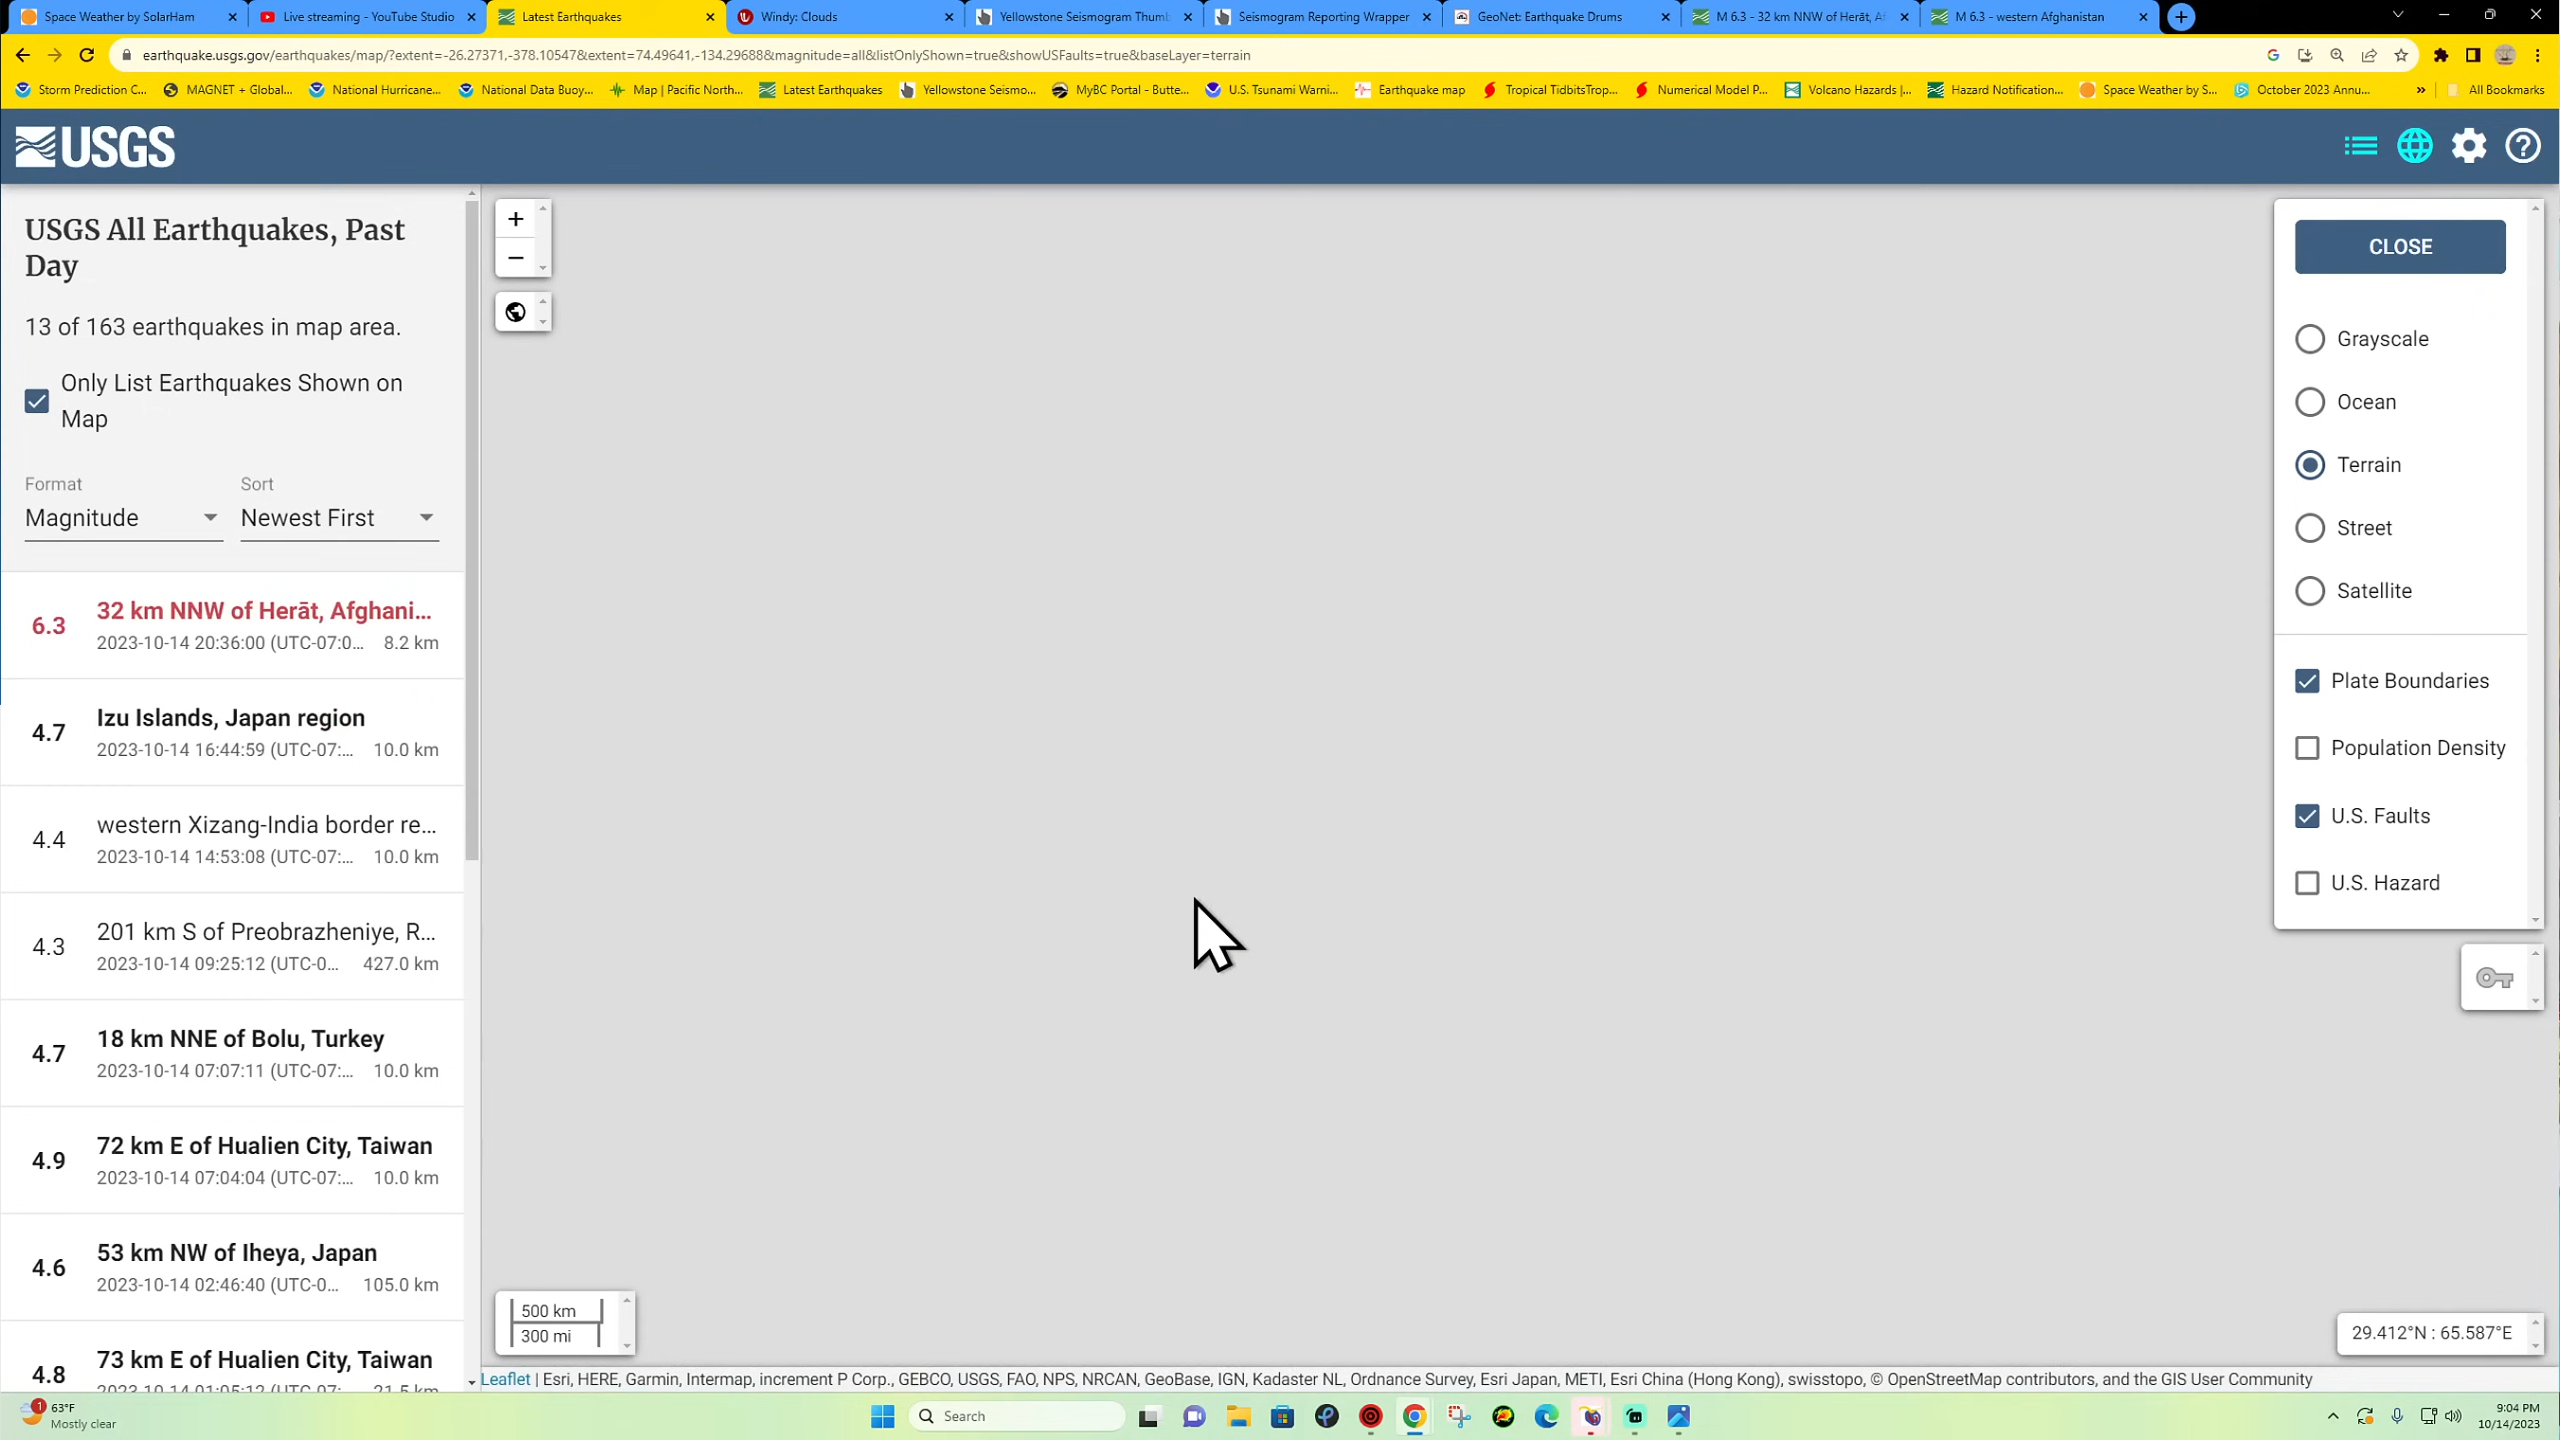 Space Weather by SolarHam
Live streaming - YouTube Studio
Latest Earthquakes
Windy: Clouds
Yellowstone Seismogram Thumb
Seismogram Reporting Wrapper
GeoNet: Earthquake Drums
M 6.3 - 32 km NNW of Herāt, Af
M 6.3 - western Afghanistan
earthquake.usgs.gov/earthquakes/map/?extent=-26.27371,-378.10547&extent=74.49641,-134.29688&magnitude=all&listOnlyShown=true&showUSFaults=true&baseLayer=terrain
Storm Prediction C...
MAGNET + Global...
National Hurricane...
National Data Buoy...
Map | Pacific North...
Latest Earthquakes
Yellowstone Seismo...
MyBC Portal - Butte...
U.S. Tsunami Warni...
Earthquake map
Tropical TidbitsTrop...
Numerical Model P...
Volcano Hazards |...
Hazard Notification...
Space Weather by S...
October 2023 Annu...
»
All Bookmarks
USGS
USGS All Earthquakes, Past
Day
13 of 163 earthquakes in map area.
Only List Earthquakes Shown on
Map
Format
Sort
Magnitude
Newest First
6.3
32 km NNW of Herāt, Afghani...
2023-10-14 20:36:00 (UTC-07:0... 8.2 km
4.7
Izu Islands, Japan region
2023-10-14 16:44:59 (UTC-07:... 10.0 km
4.4
western Xizang-India border re...
2023-10-14 14:53:08 (UTC-07:... 10.0 km
4.3
201 km S of Preobrazheniye, R...
2023-10-14 09:25:12 (UTC-0... 427.0 km
4.7
18 km NNE of Bolu, Turkey
2023-10-14 07:07:11 (UTC-07:... 10.0 km
4.9
72 km E of Hualien City, Taiwan
2023-10-14 07:04:04 (UTC-07:... 10.0 km
4.6
53 km NW of Iheya, Japan
2023-10-14 02:46:40 (UTC-0... 105.0 km
4.8
73 km E of Hualien City, Taiwan
2023-10-14 01:05:12 (UTC-07:... 21.5 km
+
−
CLOSE
Grayscale
Ocean
Terrain
Street
Satellite
Plate Boundaries
Population Density
U.S. Faults
U.S. Hazard
500 km
300 mi
29.412°N : 65.587°E
Leaflet | Esri, HERE, Garmin, Intermap, increment P Corp., GEBCO, USGS, FAO, NPS, NRCAN, GeoBase, IGN, Kadaster NL, Ordnance Survey, Esri Japan, METI, Esri China (Hong Kong), swisstopo, © OpenStreetMap contributors, and the GIS User Community
1
63°F
Mostly clear
Search
9:04 PM
10/14/2023